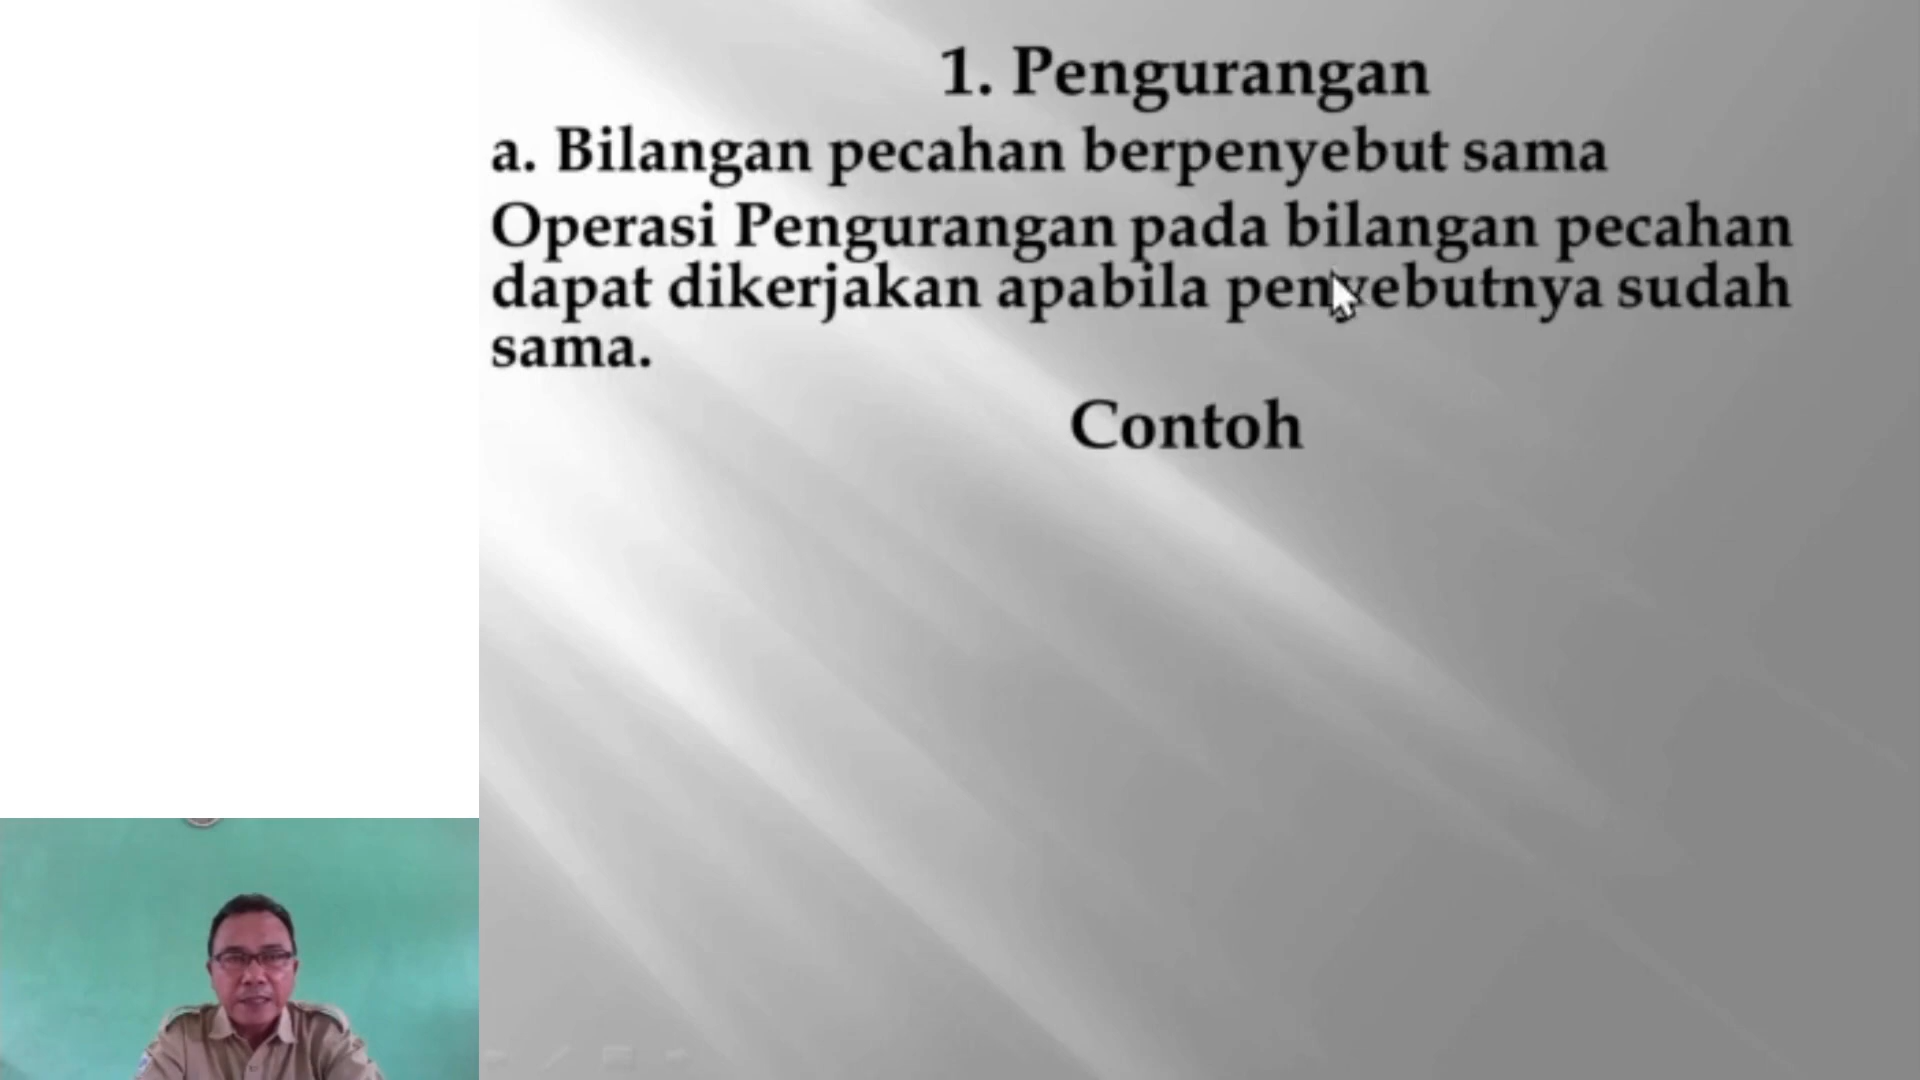 1. Pengurangan
a. Bilangan pecahan berpenyebut sama
Operasi Pengurangan pada bilangan pecahan
dapat dikerjakan apabila penyebutnya sudah
sama.
Contoh